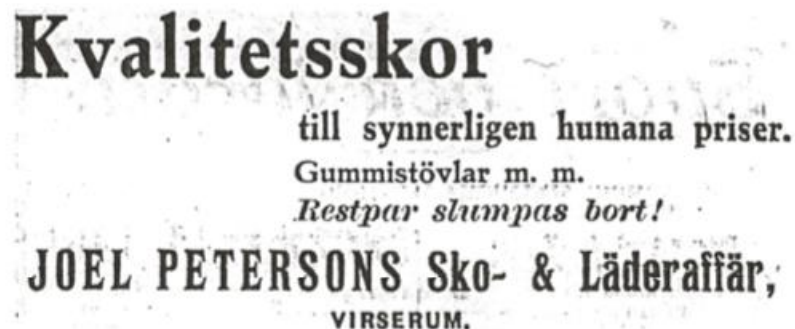 Kvalitetsskor
till synnerligen humana priser.
Gummistövlar m. m.
Restpar slumpas bort!
JOEL PETERSONS Sko- & Läderaffär,
VIRSERUM.